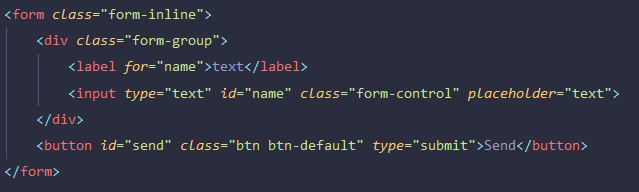 <form class="form-inline">
<div class="form-group">
<label for="name">text</label>
<input type="text" id="name" class="form-control" placeholder="text">
</div>
<button id="send" class="btn btn-default" type="submit">Send</button>
</form>